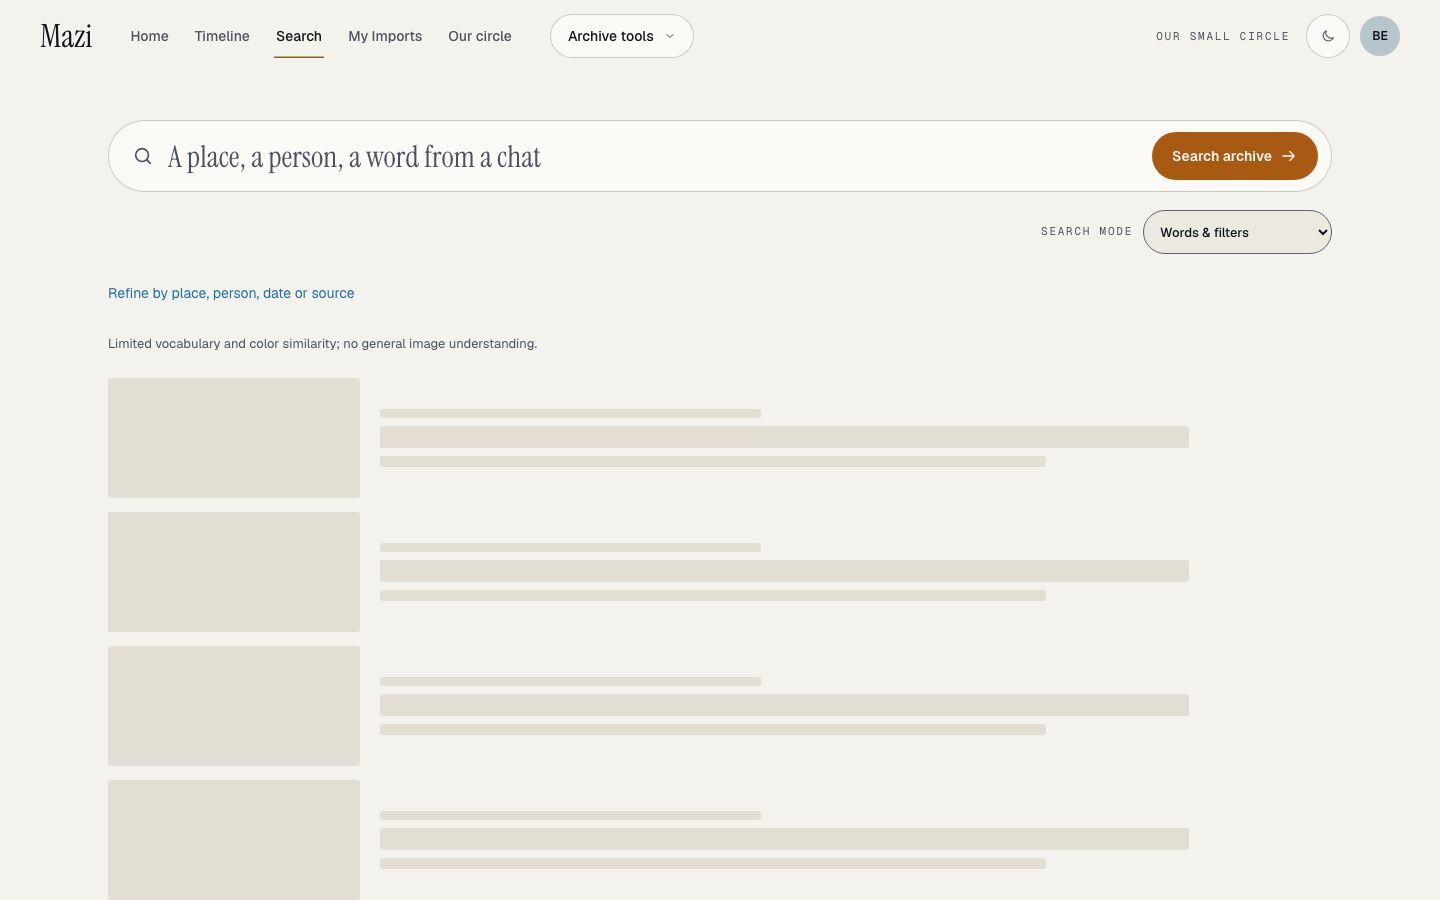 Mazi
Home
Timeline
Search
My Imports
Our circle
Archive tools
OUR SMALL CIRCLE
BE
A place, a person, a word from a chat
Search archive
SEARCH MODE
Words & filters
Refine by place, person, date or source
Limited vocabulary and color similarity; no general image understanding.